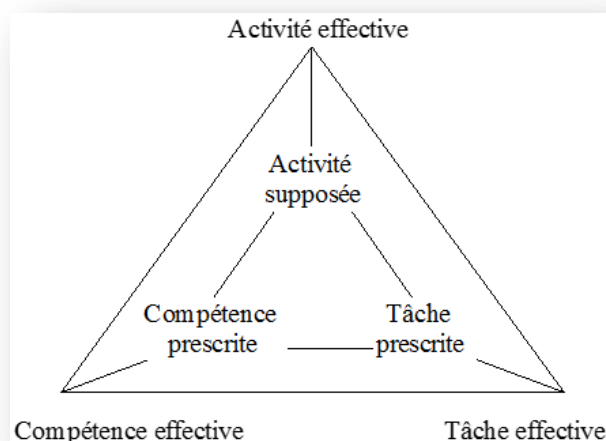 Activité effective
Activité
supposée
Compétence
prescrite
Tâche
prescrite
Compétence effective
Tâche effective